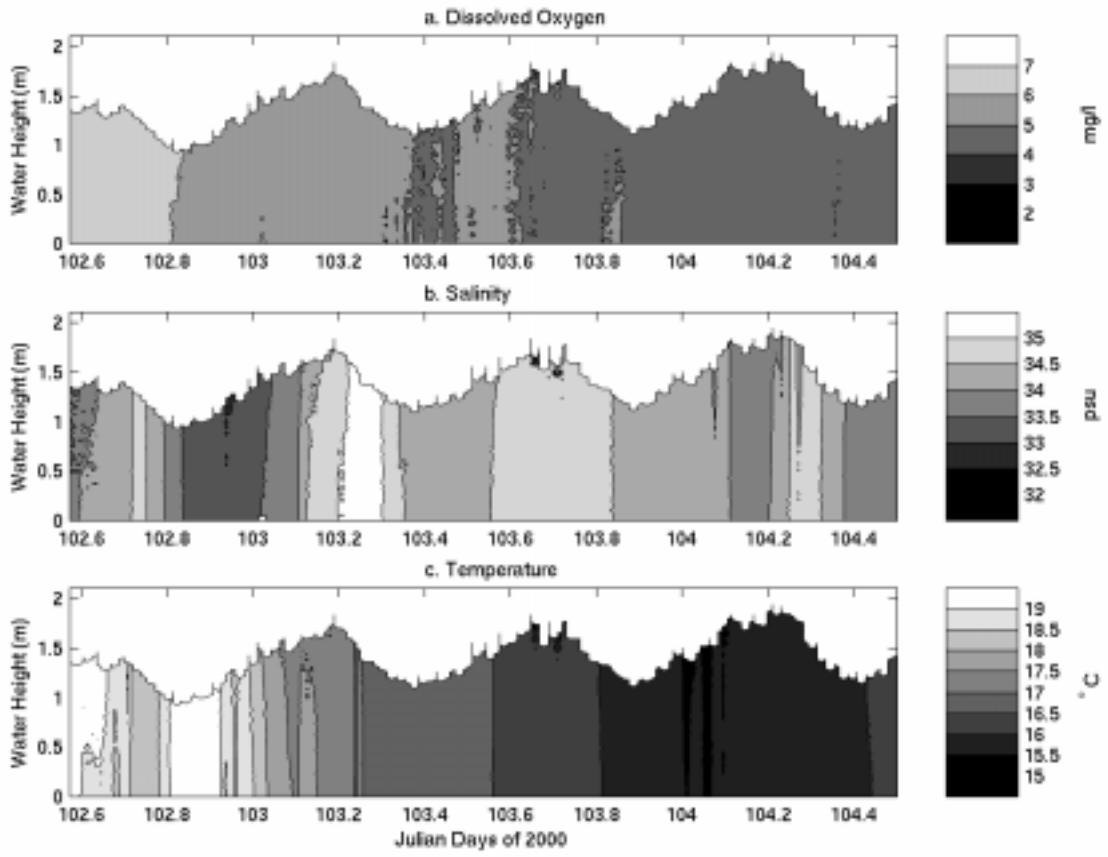 a. Dissolved Oxygen
Water Height (m)
2
1.5
1
0.5
0
102.6 102.8 103 103.2 103.4 103.6 103.8 104 104.2 104.4
7
6
5
4
3
2
mg/l
b. Salinity
Water Height (m)
2
1.5
1
0.5
0
102.6 102.8 103 103.2 103.4 103.6 103.8 104 104.2 104.4
35
34.5
34
33.5
33
32.5
32
psu
c. Temperature
Water Height (m)
2
1.5
1
0.5
0
102.6 102.8 103 103.2 103.4 103.6 103.8 104 104.2 104.4
Julian Days of 2000
19
18.5
18
17.5
17
16.5
16
15.5
15
° C